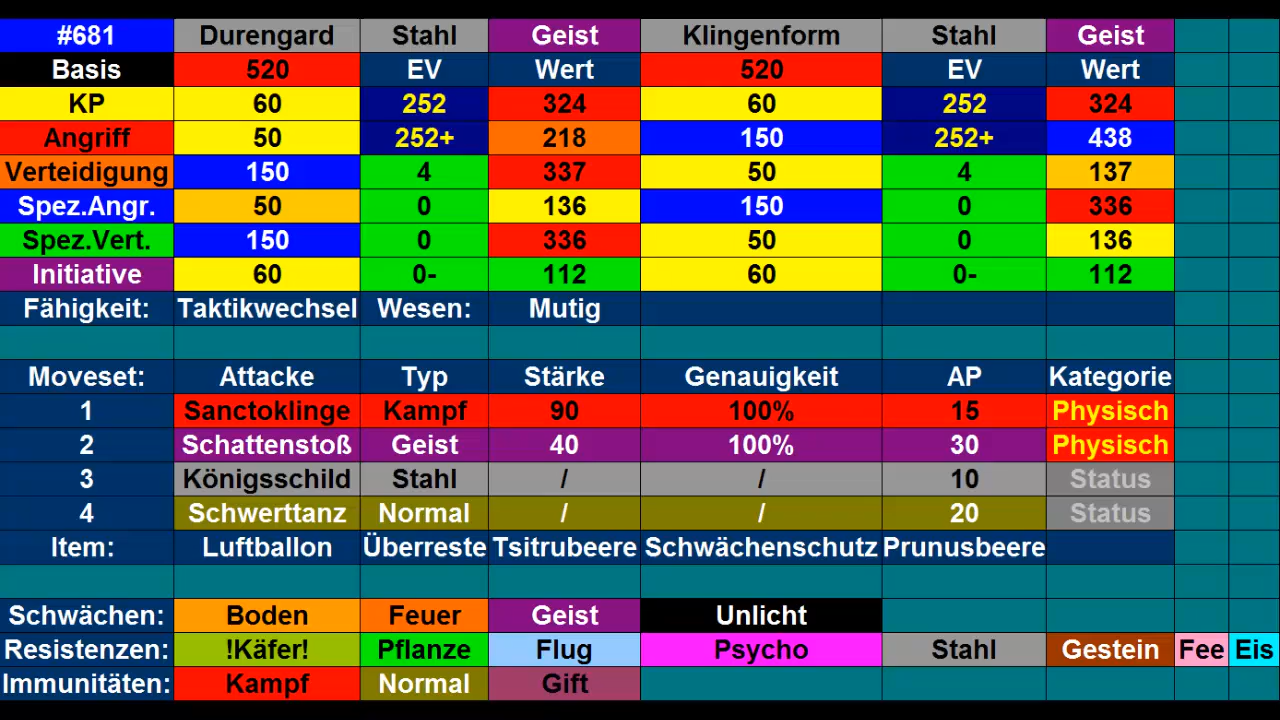 #681 Durengard Stahl Geist Klingenform Stahl Geist
Basis 520 EV Wert 520 EV Wert
KP 60 252 324 60 252 324
Angriff 50 252+ 218 150 252+ 438
Verteidigung 150 4 337 50 4 137
Spez.Angr. 50 0 136 150 0 336
Spez.Vert. 150 0 336 50 0 136
Initiative 60 0- 112 60 0- 112
Fähigkeit: Taktikwechsel Wesen: Mutig
Moveset: Attacke Typ Stärke Genauigkeit AP Kategorie
1 Sanctoklinge Kampf 90 100% 15 Physisch
2 Schattenstoß Geist 40 100% 30 Physisch
3 Königsschild Stahl / / 10 Status
4 Schwerttanz Normal / / 20 Status
Item: Luftballon Überreste Tsitrubeere Schwächenschutz Prunusbeere
Schwächen: Boden Feuer Geist Unlicht
Resistenzen: !Käfer! Pflanze Flug Psycho Stahl Gestein Fee Eis
Immunitäten: Kampf Normal Gift